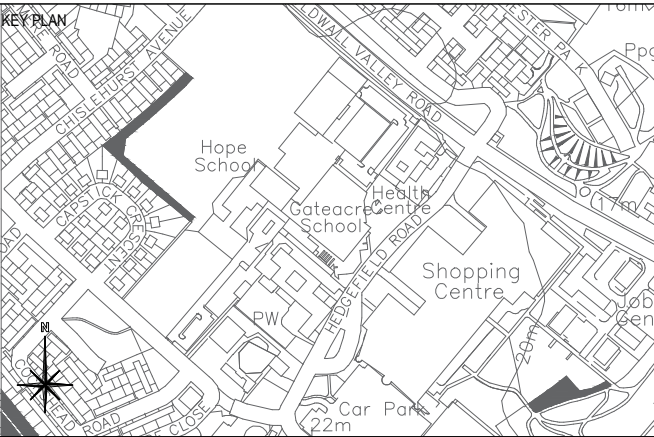 KEY PLAN
CHISLEHURST AVENUE
VALLEY ROAD
Hope
School
Gateacre
School
Health
Centre
CAPSTICK CRESCENT
HEDGEFIELD ROAD
Shopping
Centre
PW
17m
20m
Car Park
22m
N
ROAD
CLOSE
ROAD
ROAD